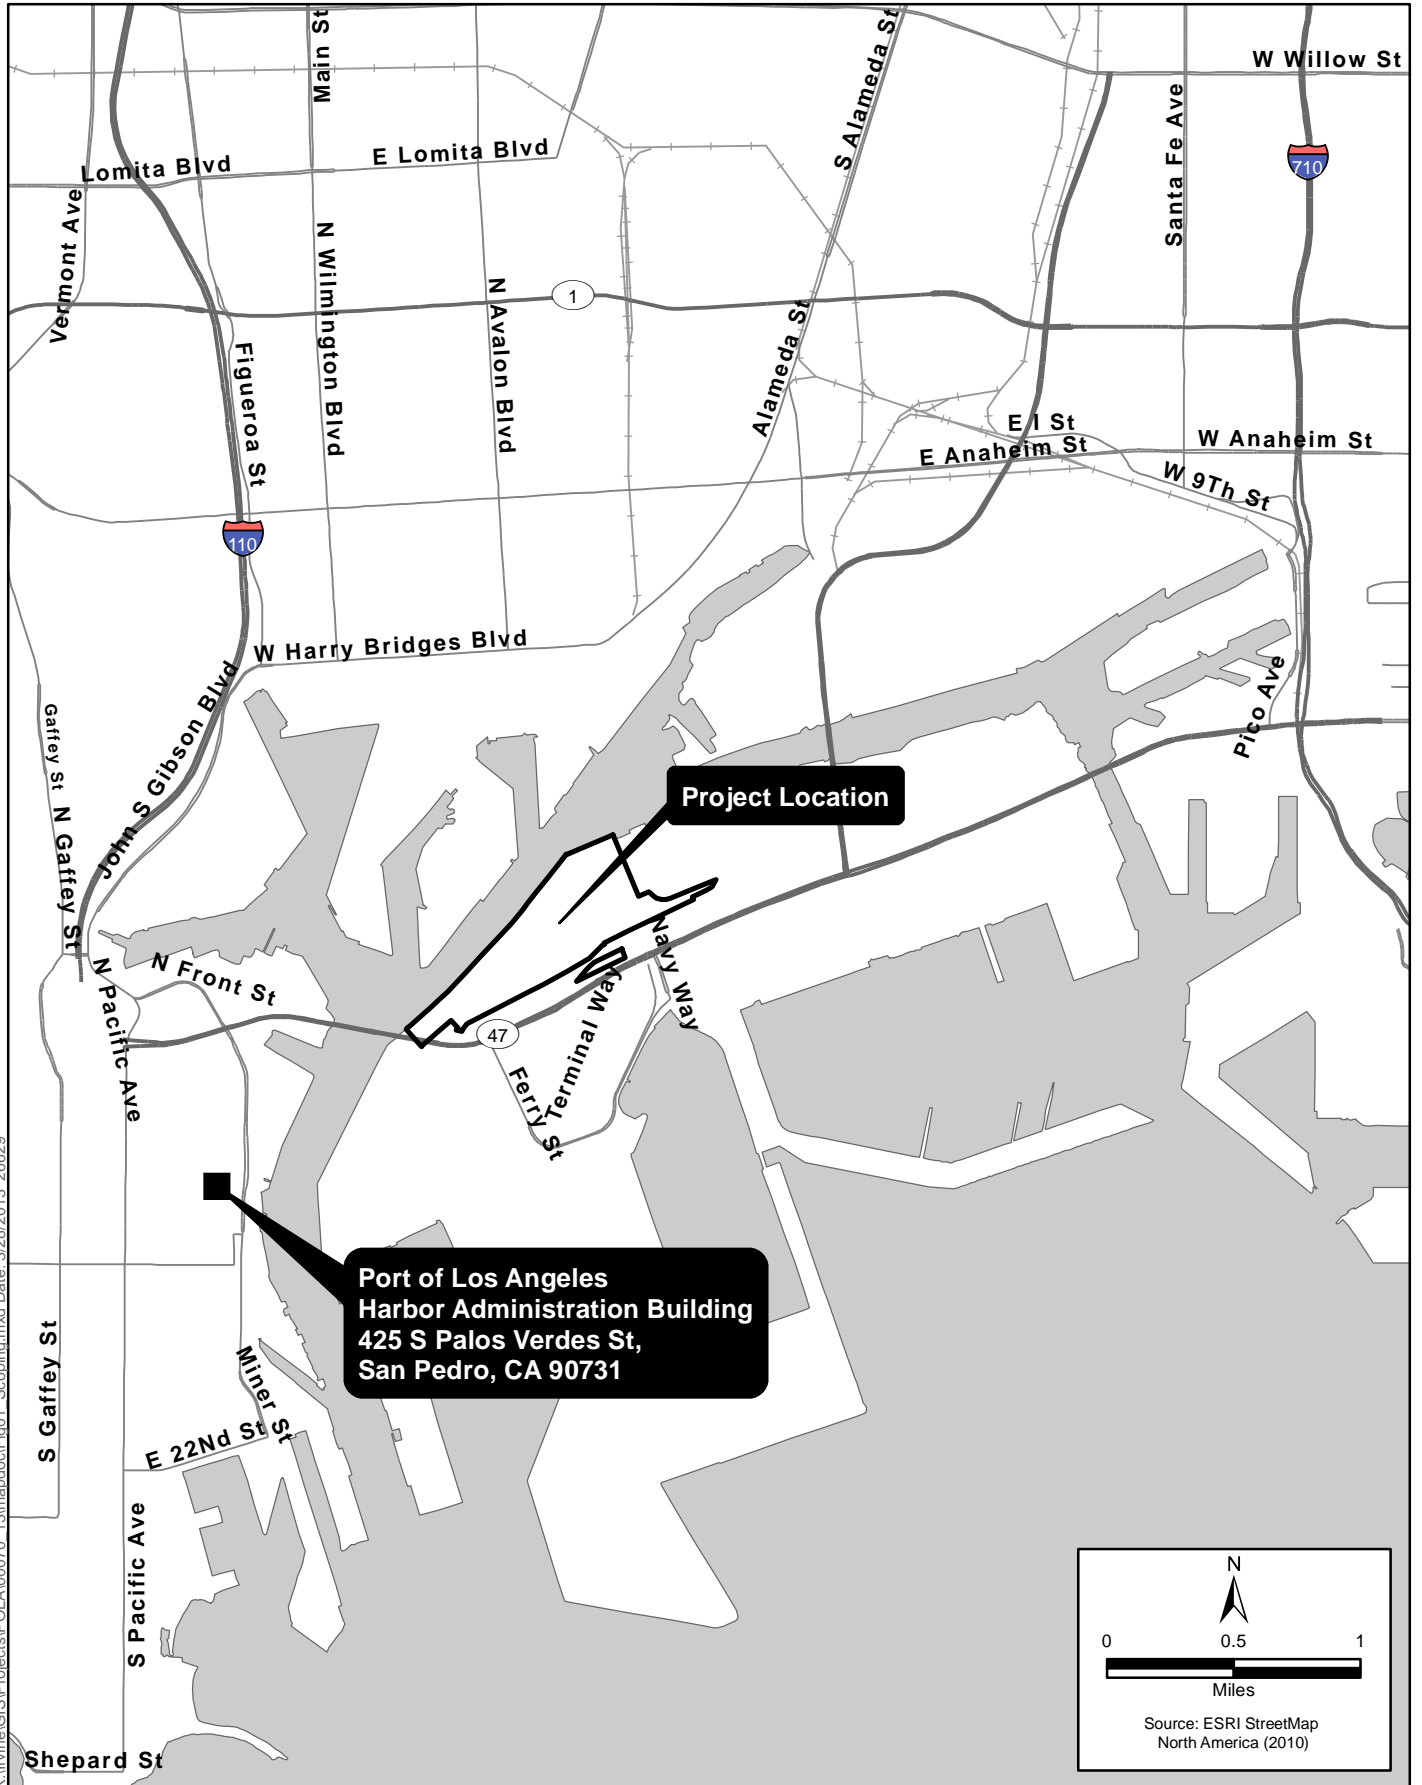 Main St
S Alameda St
W Willow St
Santa Fe Ave
710
Lomita Blvd
E Lomita Blvd
Vermont Ave
N Wilmington Blvd
N Avalon Blvd
1
Alameda St
Figueroa St
E I St
E Anaheim St
W Anaheim St
W 9Th St
110
W Harry Bridges Blvd
John S Gibson Blvd
Gaffey St
N Gaffey St
Pico Ave
Project Location
N Front St
N Pacific Ave
Navy Way
47
Terminal Way
Ferry St
Port of Los Angeles
Harbor Administration Building
425 S Palos Verdes St,
San Pedro, CA 90731
S Gaffey St
Miner St
E 22Nd St
S Pacific Ave
Shepard St
N
0 0.5 1
Miles
Source: ESRI StreetMap
North America (2010)